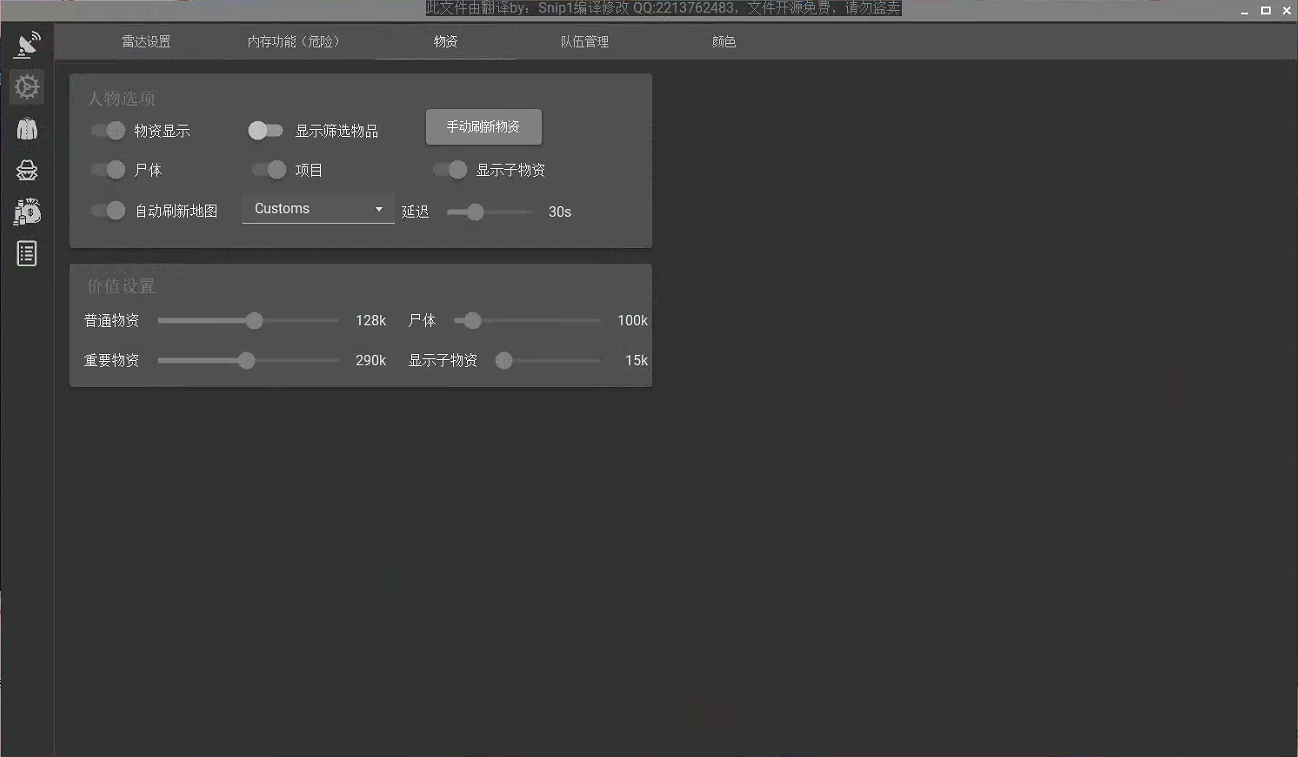 此文件由翻译by：Snip1编译修改 QQ:2213762483，文件开源免费，请勿盗卖
雷达设置 内存功能（危险） 物资 队伍管理 颜色
人物选项
物资显示 显示筛选物品 手动刷新物资
尸体 项目 显示子物资
自动刷新地图 Customs 延迟 30s
价值设置
普通物资 128k 尸体 100k
重要物资 290k 显示子物资 15k